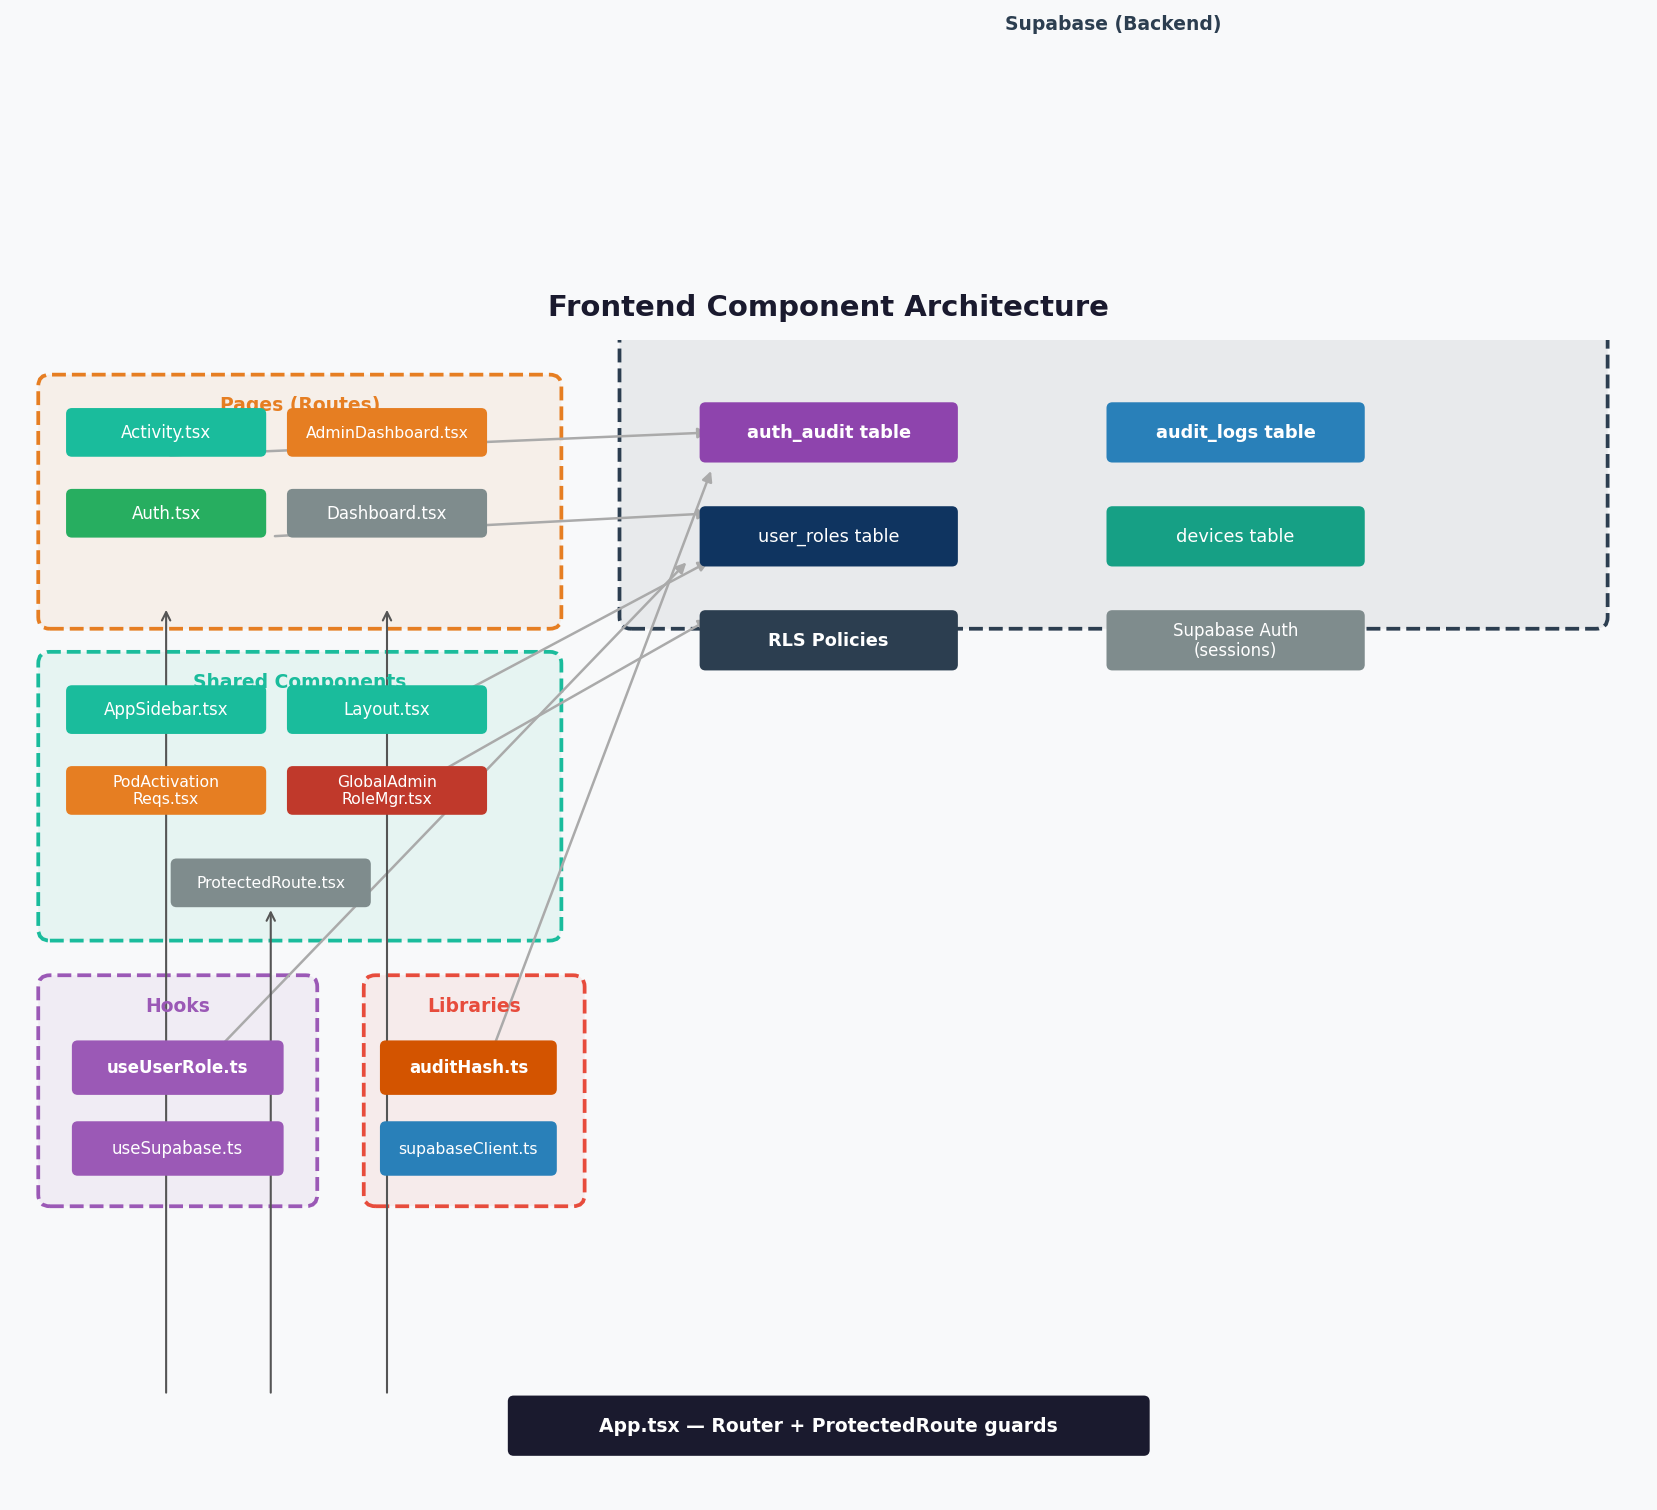 Supabase (Backend)
Frontend Component Architecture
Pages (Routes)
Activity.tsx
AdminDashboard.tsx
Auth.tsx
Dashboard.tsx
auth_audit table
audit_logs table
user_roles table
devices table
RLS Policies
Supabase Auth
(sessions)
Shared Components
AppSidebar.tsx
Layout.tsx
PodActivation
Reqs.tsx
GlobalAdmin
RoleMgr.tsx
ProtectedRoute.tsx
Hooks
useUserRole.ts
useSupabase.ts
Libraries
auditHash.ts
supabaseClient.ts
App.tsx — Router + ProtectedRoute guards